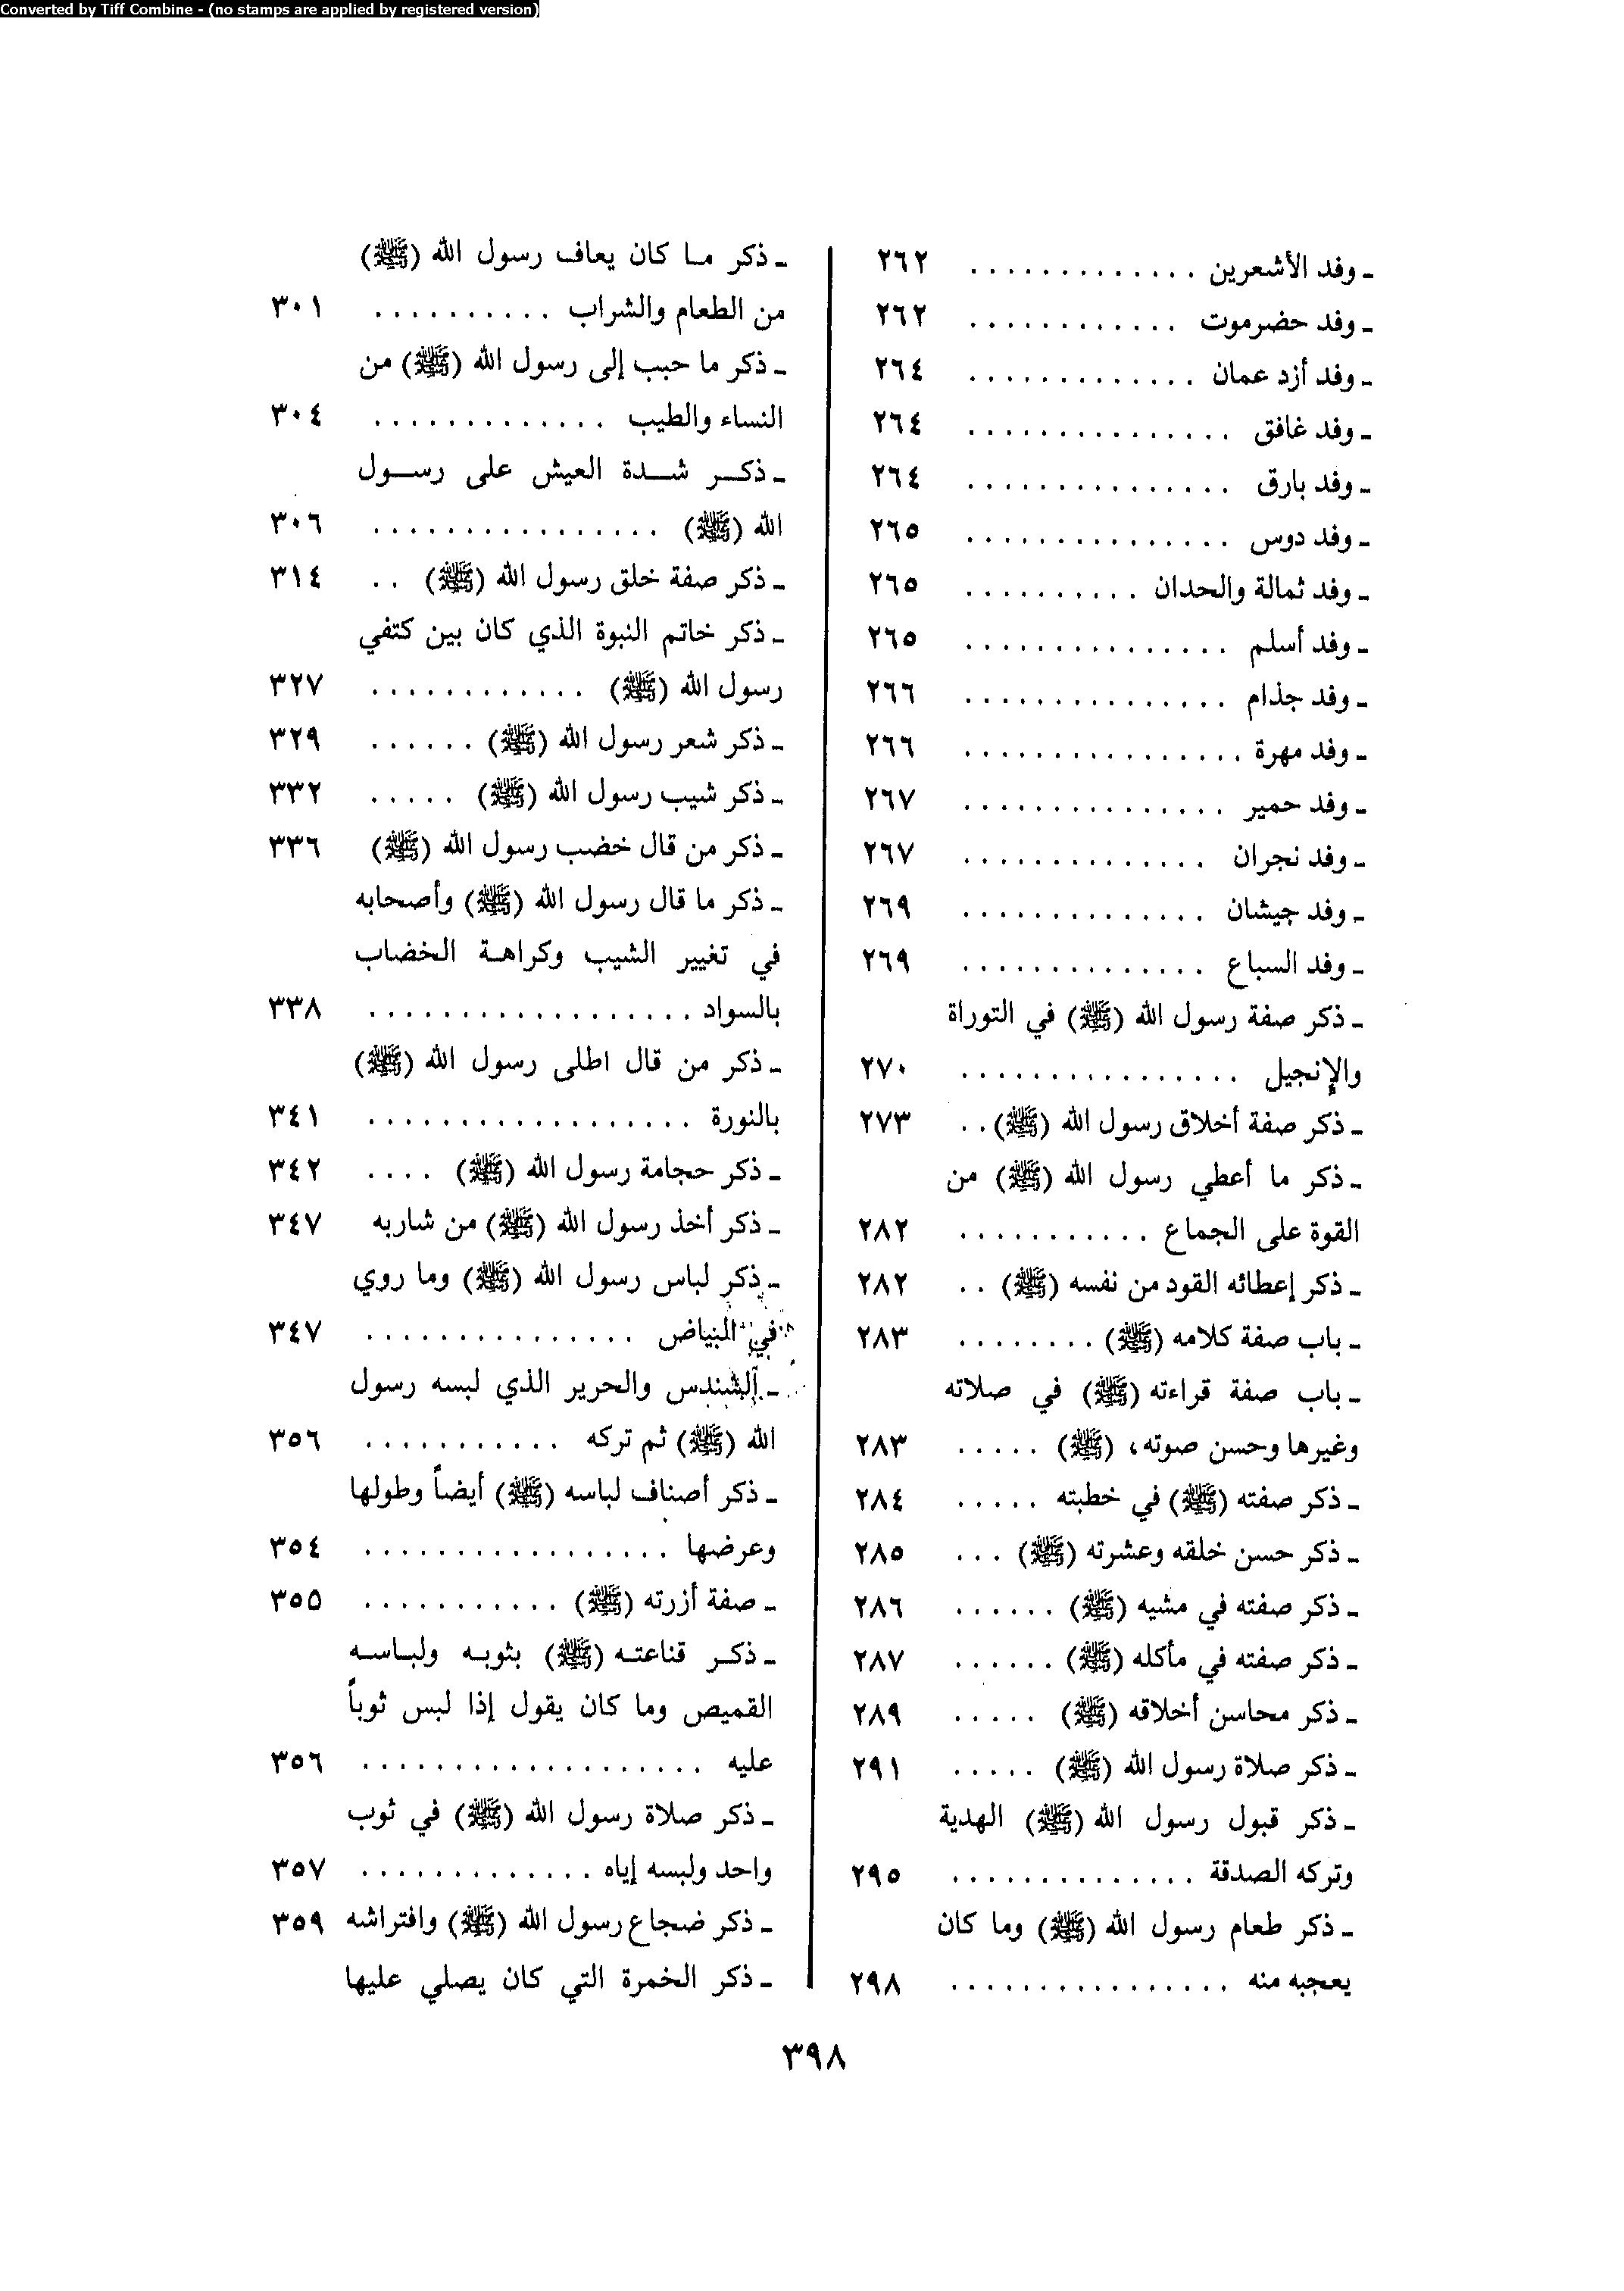 Converted by Tiff Combine - (no stamps are applied by registered version)
ـ وفد الأشعرين . . . . . . . . . . . . . ٢٦٢
ـ وفد حضرموت . . . . . . . . . . . . ٢٦٢
ـ وفد أزد عمان . . . . . . . . . . . . . ٢٦٤
ـ وفد غافق . . . . . . . . . . . . . . . ٢٦٤
ـ وفد بارق . . . . . . . . . . . . . . . ٢٦٤
ـ وفد دوس . . . . . . . . . . . . . . . ٢٦٥
ـ وفد ثمالة والحدان . . . . . . . . . . ٢٦٥
ـ وفد أسلم . . . . . . . . . . . . . . . ٢٦٥
ـ وفد جذام . . . . . . . . . . . . . . . ٢٦٦
ـ وفد مهرة . . . . . . . . . . . . . . . . ٢٦٦
ـ وفد حمير . . . . . . . . . . . . . . . ٢٦٧
ـ وفد نجران . . . . . . . . . . . . . . ٢٦٧
ـ وفد جيشان . . . . . . . . . . . . . . ٢٦٩
ـ وفد السباع . . . . . . . . . . . . . . ٢٦٩
ـ ذكر صفة رسول الله (ﷺ) في التوراة
والإنجيل . . . . . . . . . . . . . . . . ٢٧٠
ـ ذكر صفة أخلاق رسول الله (ﷺ) . . ٢٧٣
ـ ذكر ما أعطي رسول الله (ﷺ) من
القوة على الجماع . . . . . . . . . . . ٢٨٢
ـ ذكر إعطائه القود من نفسه (ﷺ) . . ٢٨٢
ـ باب صفة كلامه (ﷺ) . . . . . . . . ٢٨٣
ـ باب صفة قراءته (ﷺ) في صلاته
وغيرها وحسن صوته، (ﷺ) . . . . . ٢٨٣
ـ ذكر صفته (ﷺ) في خطبته . . . . . ٢٨٤
ـ ذكر حسن خلقه وعشرته (ﷺ) . . . ٢٨٥
ـ ذكر صفته في مشيه (ﷺ) . . . . . . ٢٨٦
ـ ذكر صفته في مأكله (ﷺ) . . . . . . ٢٨٧
ـ ذكر محاسن أخلاقه (ﷺ) . . . . . ٢٨٩
ـ ذكر صلاة رسول الله (ﷺ) . . . . . ٢٩١
ـ ذكر قبول رسول الله (ﷺ) الهدية
وتركه الصدقة . . . . . . . . . . . . . . ٢٩٥
ـ ذكر طعام رسول الله (ﷺ) وما كان
يعجبه منه . . . . . . . . . . . . . . . . ٢٩٨
ـ ذكر ما كان يعاف رسول الله (ﷺ)
من الطعام والشراب . . . . . . . . . . ٣٠١
ـ ذكر ما حبب إلى رسول الله (ﷺ) من
النساء والطيب . . . . . . . . . . . . . ٣٠٤
ـ ذكر شدة العيش على رسول
الله (ﷺ) . . . . . . . . . . . . . . . . ٣٠٦
ـ ذكر صفة خلق رسول الله (ﷺ) . . ٣١٤
ـ ذكر خاتم النبوة الذي كان بين كتفي
رسول الله (ﷺ) . . . . . . . . . . . . ٣٢٧
ـ ذكر شعر رسول الله (ﷺ) . . . . . . ٣٢٩
ـ ذكر شيب رسول الله (ﷺ) . . . . . ٣٣٢
ـ ذكر من قال خضب رسول الله (ﷺ) ٣٣٦
ـ ذكر ما قال رسول الله (ﷺ) وأصحابه
في تغيير الشيب وكراهة الخضاب
بالسواد . . . . . . . . . . . . . . . . . . ٣٣٨
ـ ذكر من قال اطلى رسول الله (ﷺ)
بالنورة . . . . . . . . . . . . . . . . . . ٣٤١
ـ ذكر حجامة رسول الله (ﷺ) . . . . ٣٤٢
ـ ذكر أخذ رسول الله (ﷺ) من شاربه ٣٤٧
ـ ذكر لباس رسول الله (ﷺ) وما روي
في البياض . . . . . . . . . . . . . . . ٣٤٧
ـ السندس والحرير الذي لبسه رسول
الله (ﷺ) ثم تركه . . . . . . . . . . . ٣٥٦
ـ ذكر أصناف لباسه (ﷺ) أيضاً وطولها
وعرضها . . . . . . . . . . . . . . . . . ٣٥٤
ـ صفة أزرته (ﷺ) . . . . . . . . . . . ٣٥٥
ـ ذكر قناعته (ﷺ) بثوبه ولباسه
القميص وما كان يقول إذا لبس ثوباً
عليه . . . . . . . . . . . . . . . . . . . ٣٥٦
ـ ذكر صلاة رسول الله (ﷺ) في ثوب
واحد ولبسه إياه . . . . . . . . . . . . . ٣٥٧
ـ ذكر ضجاع رسول الله (ﷺ) وافتراشه ٣٥٩
ـ ذكر الخمرة التي كان يصلي عليها
٣٩٨